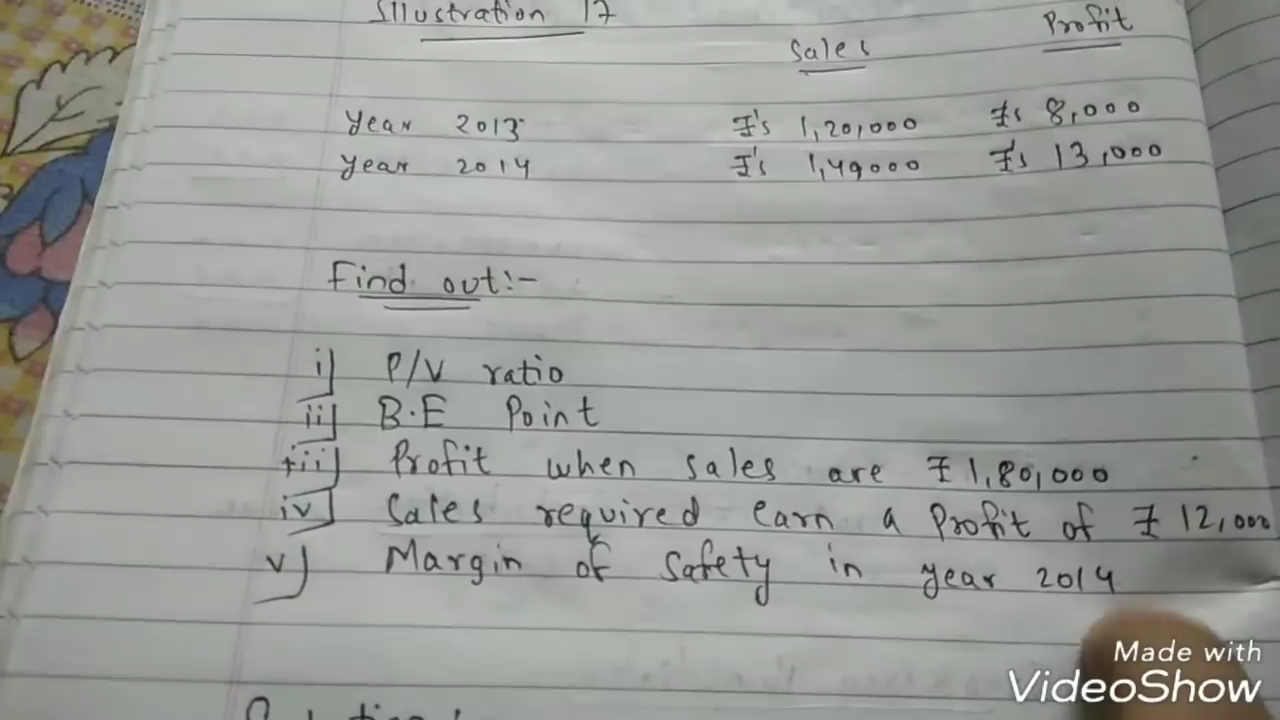 Illustration 17
Sales Profit
Year 2013 ₹'s 1,20,000 ₹s 8,000
Year 2014 ₹'s 1,49000 ₹'s 13,000
Find out:-
i) P/V ratio
ii) B.E Point
iii) Profit when sales are ₹ 1,80,000
iv) Sales required earn a Profit of ₹ 12,000
v) Margin of Safety in year 2014
Made with
VideoShow